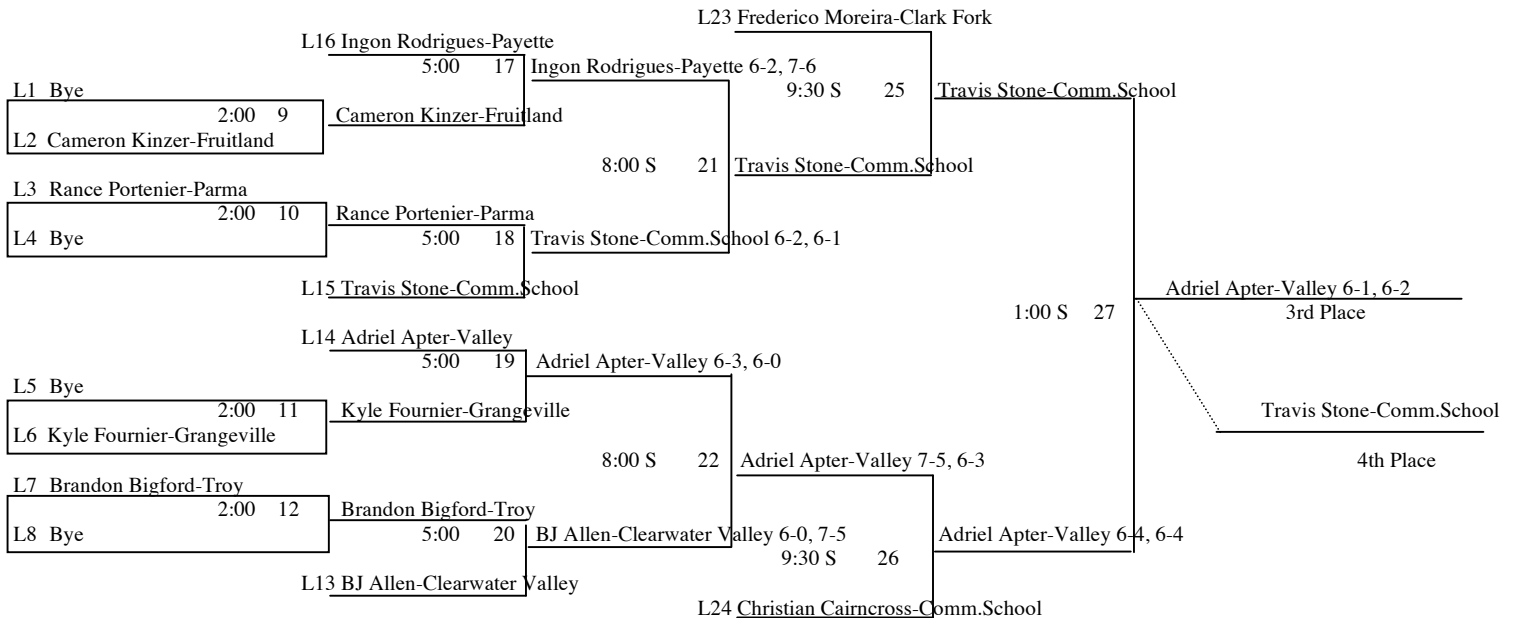 L23 Frederico Moreira-Clark Fork
L16 Ingon Rodrigues-Payette
5:00 17 Ingon Rodrigues-Payette 6-2, 7-6
L1 Bye
9:30 S 25 Travis Stone-Comm.School
2:00 9 Cameron Kinzer-Fruitland
L2 Cameron Kinzer-Fruitland
8:00 S 21 Travis Stone-Comm.School
L3 Rance Portenier-Parma
2:00 10 Rance Portenier-Parma
L4 Bye
5:00 18 Travis Stone-Comm.School 6-2, 6-1
L15 Travis Stone-Comm.School
Adriel Apter-Valley 6-1, 6-2
1:00 S 27
3rd Place
L14 Adriel Apter-Valley
5:00 19 Adriel Apter-Valley 6-3, 6-0
L5 Bye
2:00 11 Kyle Fournier-Grangeville
Travis Stone-Comm.School
L6 Kyle Fournier-Grangeville
8:00 S 22 Adriel Apter-Valley 7-5, 6-3
4th Place
L7 Brandon Bigford-Troy
2:00 12 Brandon Bigford-Troy
L8 Bye
5:00 20 BJ Allen-Clearwater Valley 6-0, 7-5
Adriel Apter-Valley 6-4, 6-4
9:30 S 26
L13 BJ Allen-Clearwater Valley
L24 Christian Cairncross-Comm.School